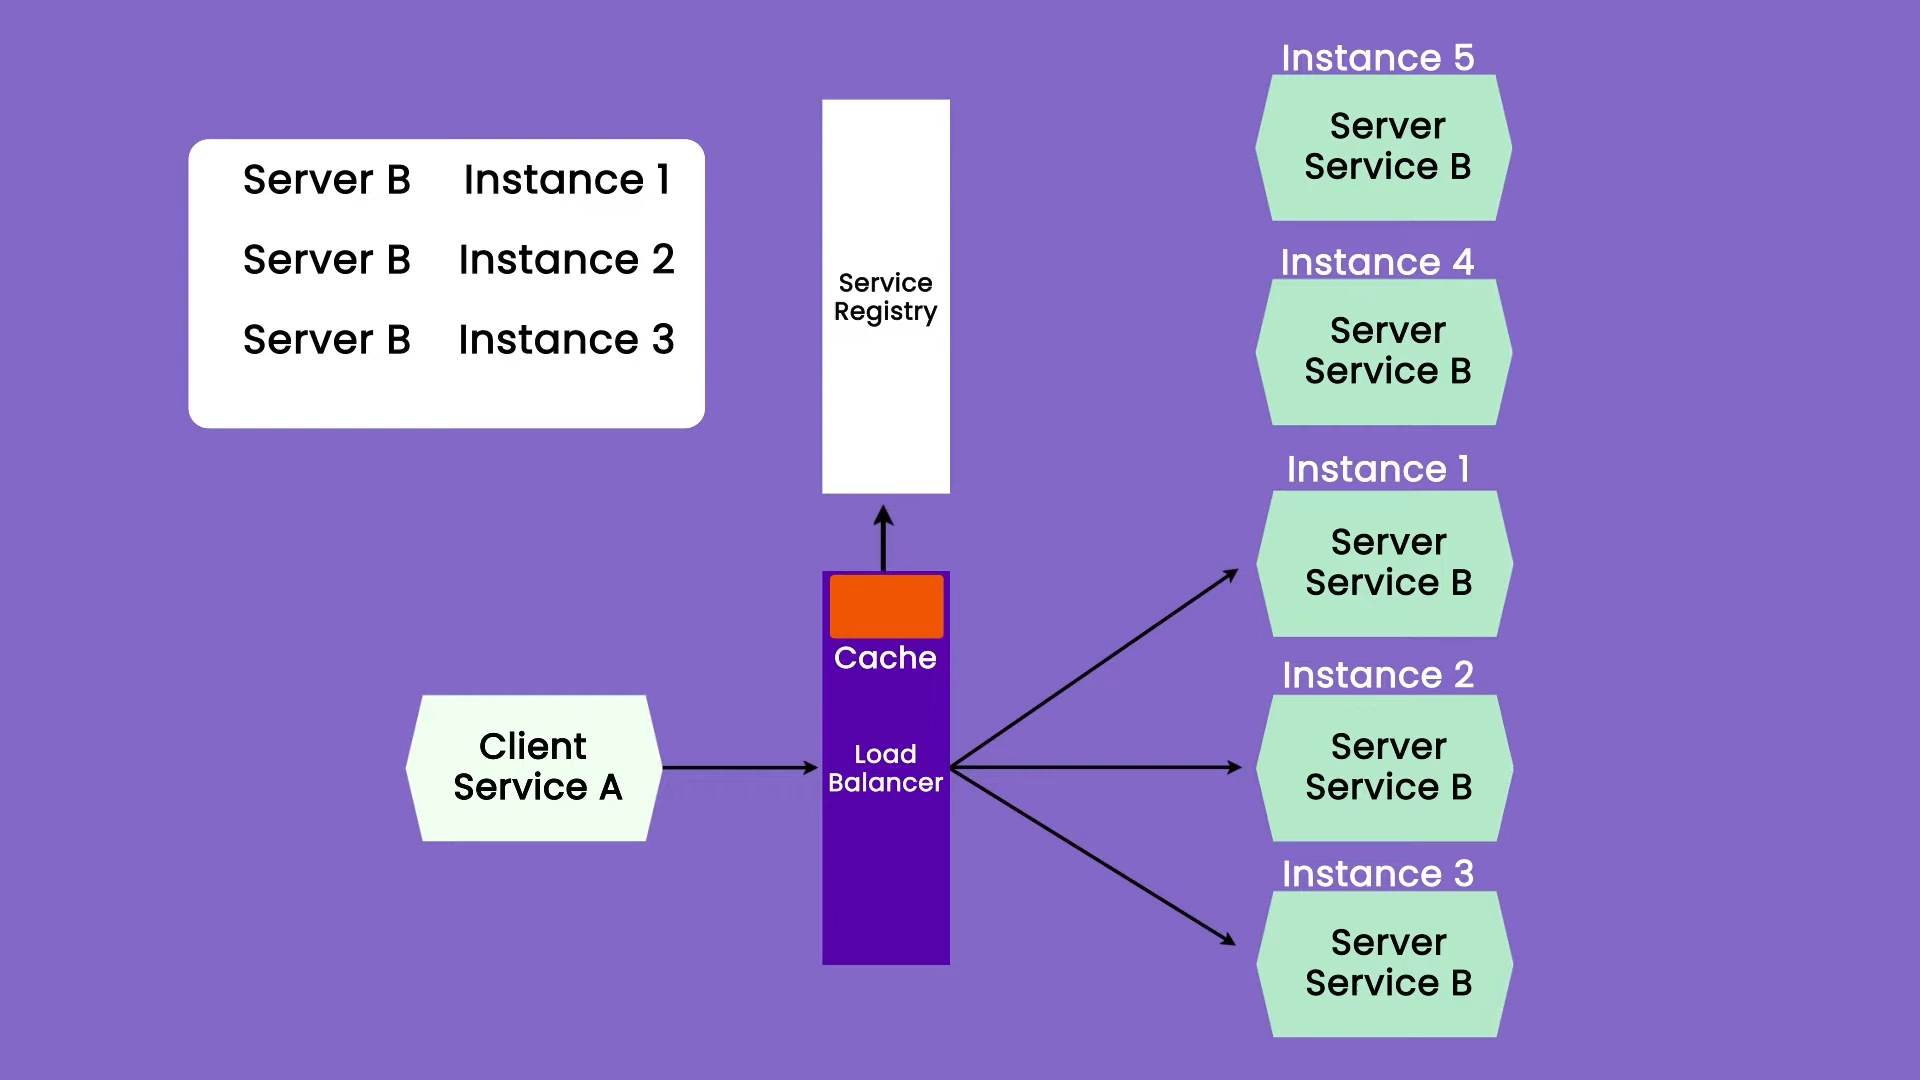 Server B Instance 1
Server B Instance 2
Server B Instance 3
Service
Registry
Cache
Load
Balancer
Client
Service A
Instance 5
Server
Service B
Instance 4
Server
Service B
Instance 1
Server
Service B
Instance 2
Server
Service B
Instance 3
Server
Service B